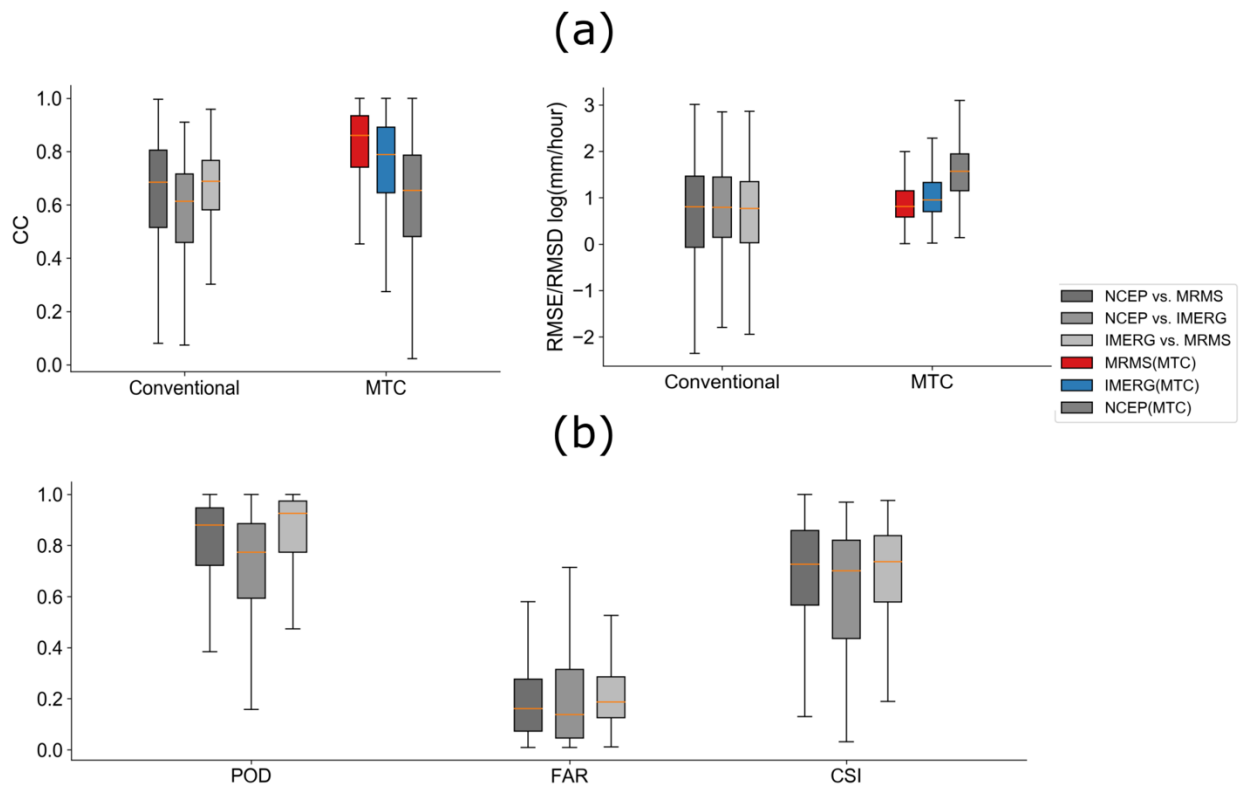 (a)
CC
1.0
0.8
0.6
0.4
0.2
0.0
Conventional
MTC
RMSE/RMSD log(mm/hour)
3
2
1
0
−1
−2
Conventional
MTC
NCEP vs. MRMS
NCEP vs. IMERG
IMERG vs. MRMS
MRMS(MTC)
IMERG(MTC)
NCEP(MTC)
(b)
1.0
0.8
0.6
0.4
0.2
0.0
POD
FAR
CSI